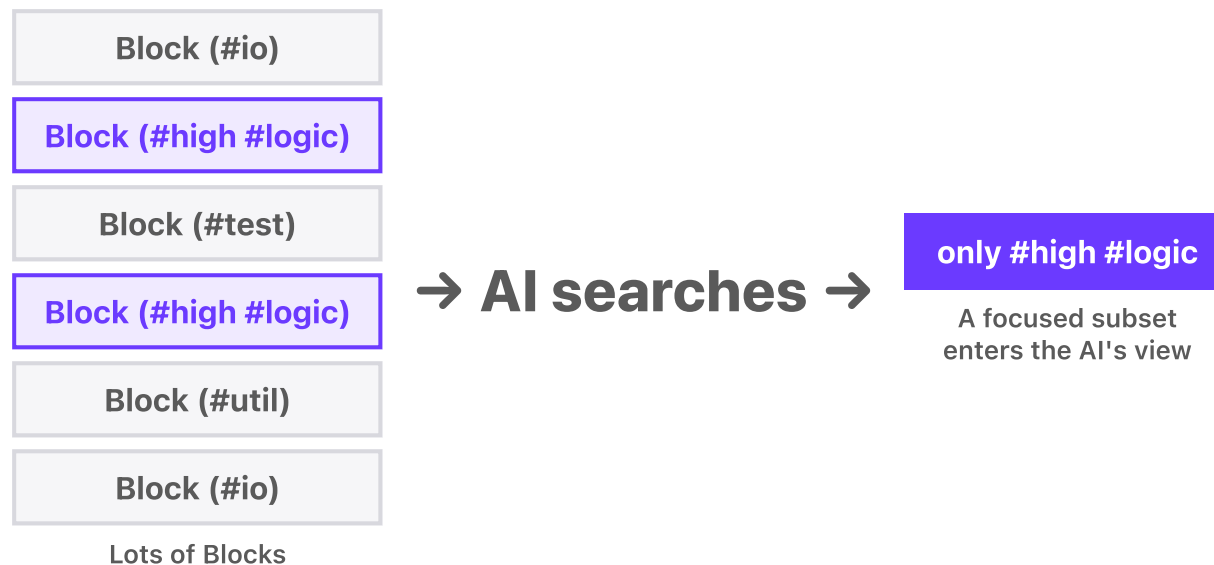 Block (#io)
Block (#high #logic)
Block (#test)
Block (#high #logic)
Block (#util)
Block (#io)
Lots of Blocks
→ AI searches →
only #high #logic
A focused subset
enters the AI's view